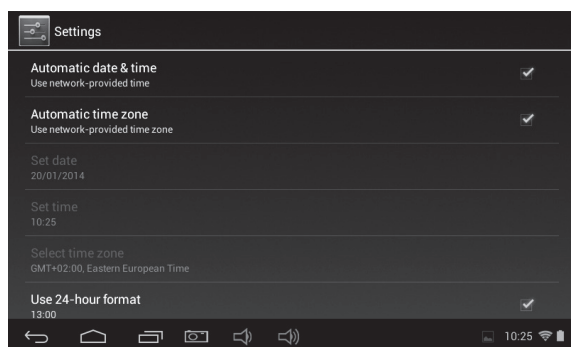 Settings
Automatic date & time
Use network-provided time
Automatic time zone
Use network-provided time zone
Set date
20/01/2014
Set time
10:25
Select time zone
GMT+02:00, Eastern European Time
Use 24-hour format
13:00
10:25